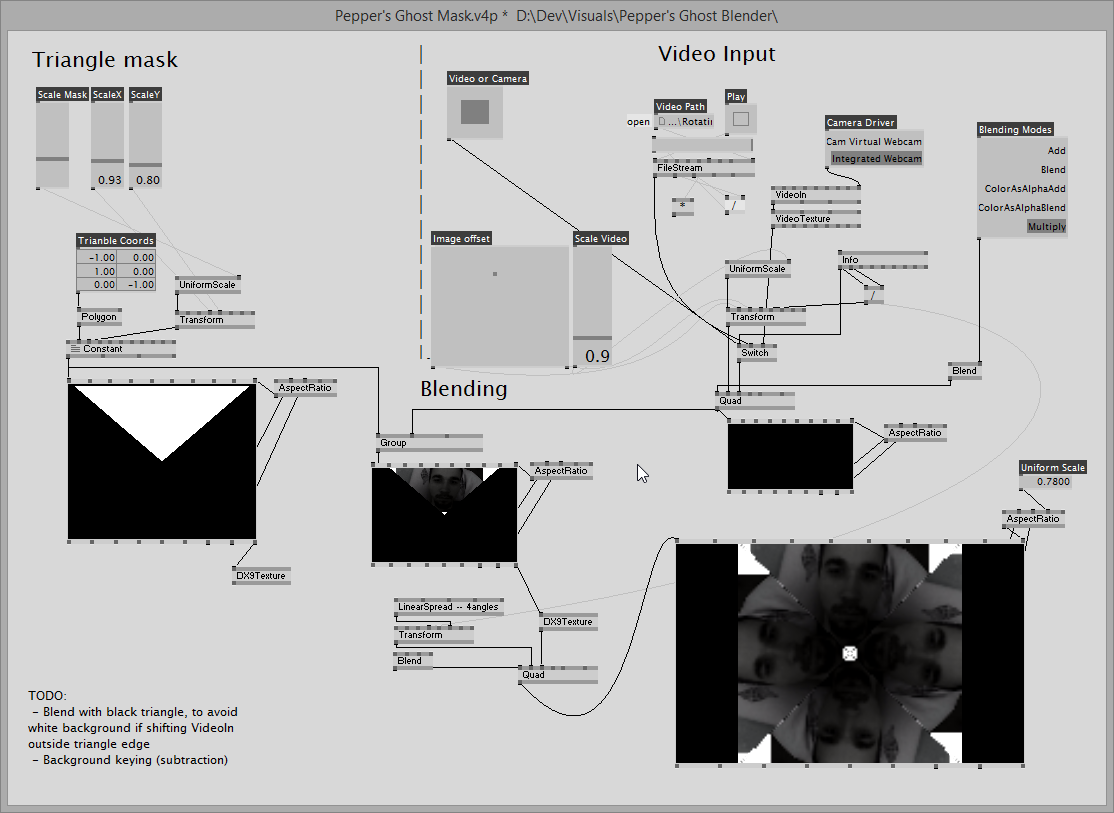 Pepper's Ghost Mask.v4p * D:\Dev\Visuals\Pepper's Ghost Blender\
Triangle mask
Scale Mask
ScaleX
ScaleY
0.93
0.80
Trianble Coords
-1.00 0.00
1.00 0.00
0.00 -1.00
UniformScale
Polygon
Transform
Constant
AspectRatio
DX9Texture
Video Input
Video or Camera
Video Path
Play
open
D ...\Rotatii
FileStream
*
/
Camera Driver
Cam Virtual Webcam
Integrated Webcam
VideoIn
VideoTexture
Blending Modes
Add
Blend
ColorAsAlphaAdd
ColorAsAlphaBlend
Multiply
Image offset
Scale Video
0.9
UniformScale
Info
/
Transform
Switch
Blend
Quad
AspectRatio
Blending
Group
AspectRatio
Uniform Scale
0.7800
AspectRatio
LinearSpread -- 4angles
Transform
DX9Texture
Blend
Quad
TODO:
- Blend with black triangle, to avoid
white background if shifting VideoIn
outside triangle edge
- Background keying (subtraction)